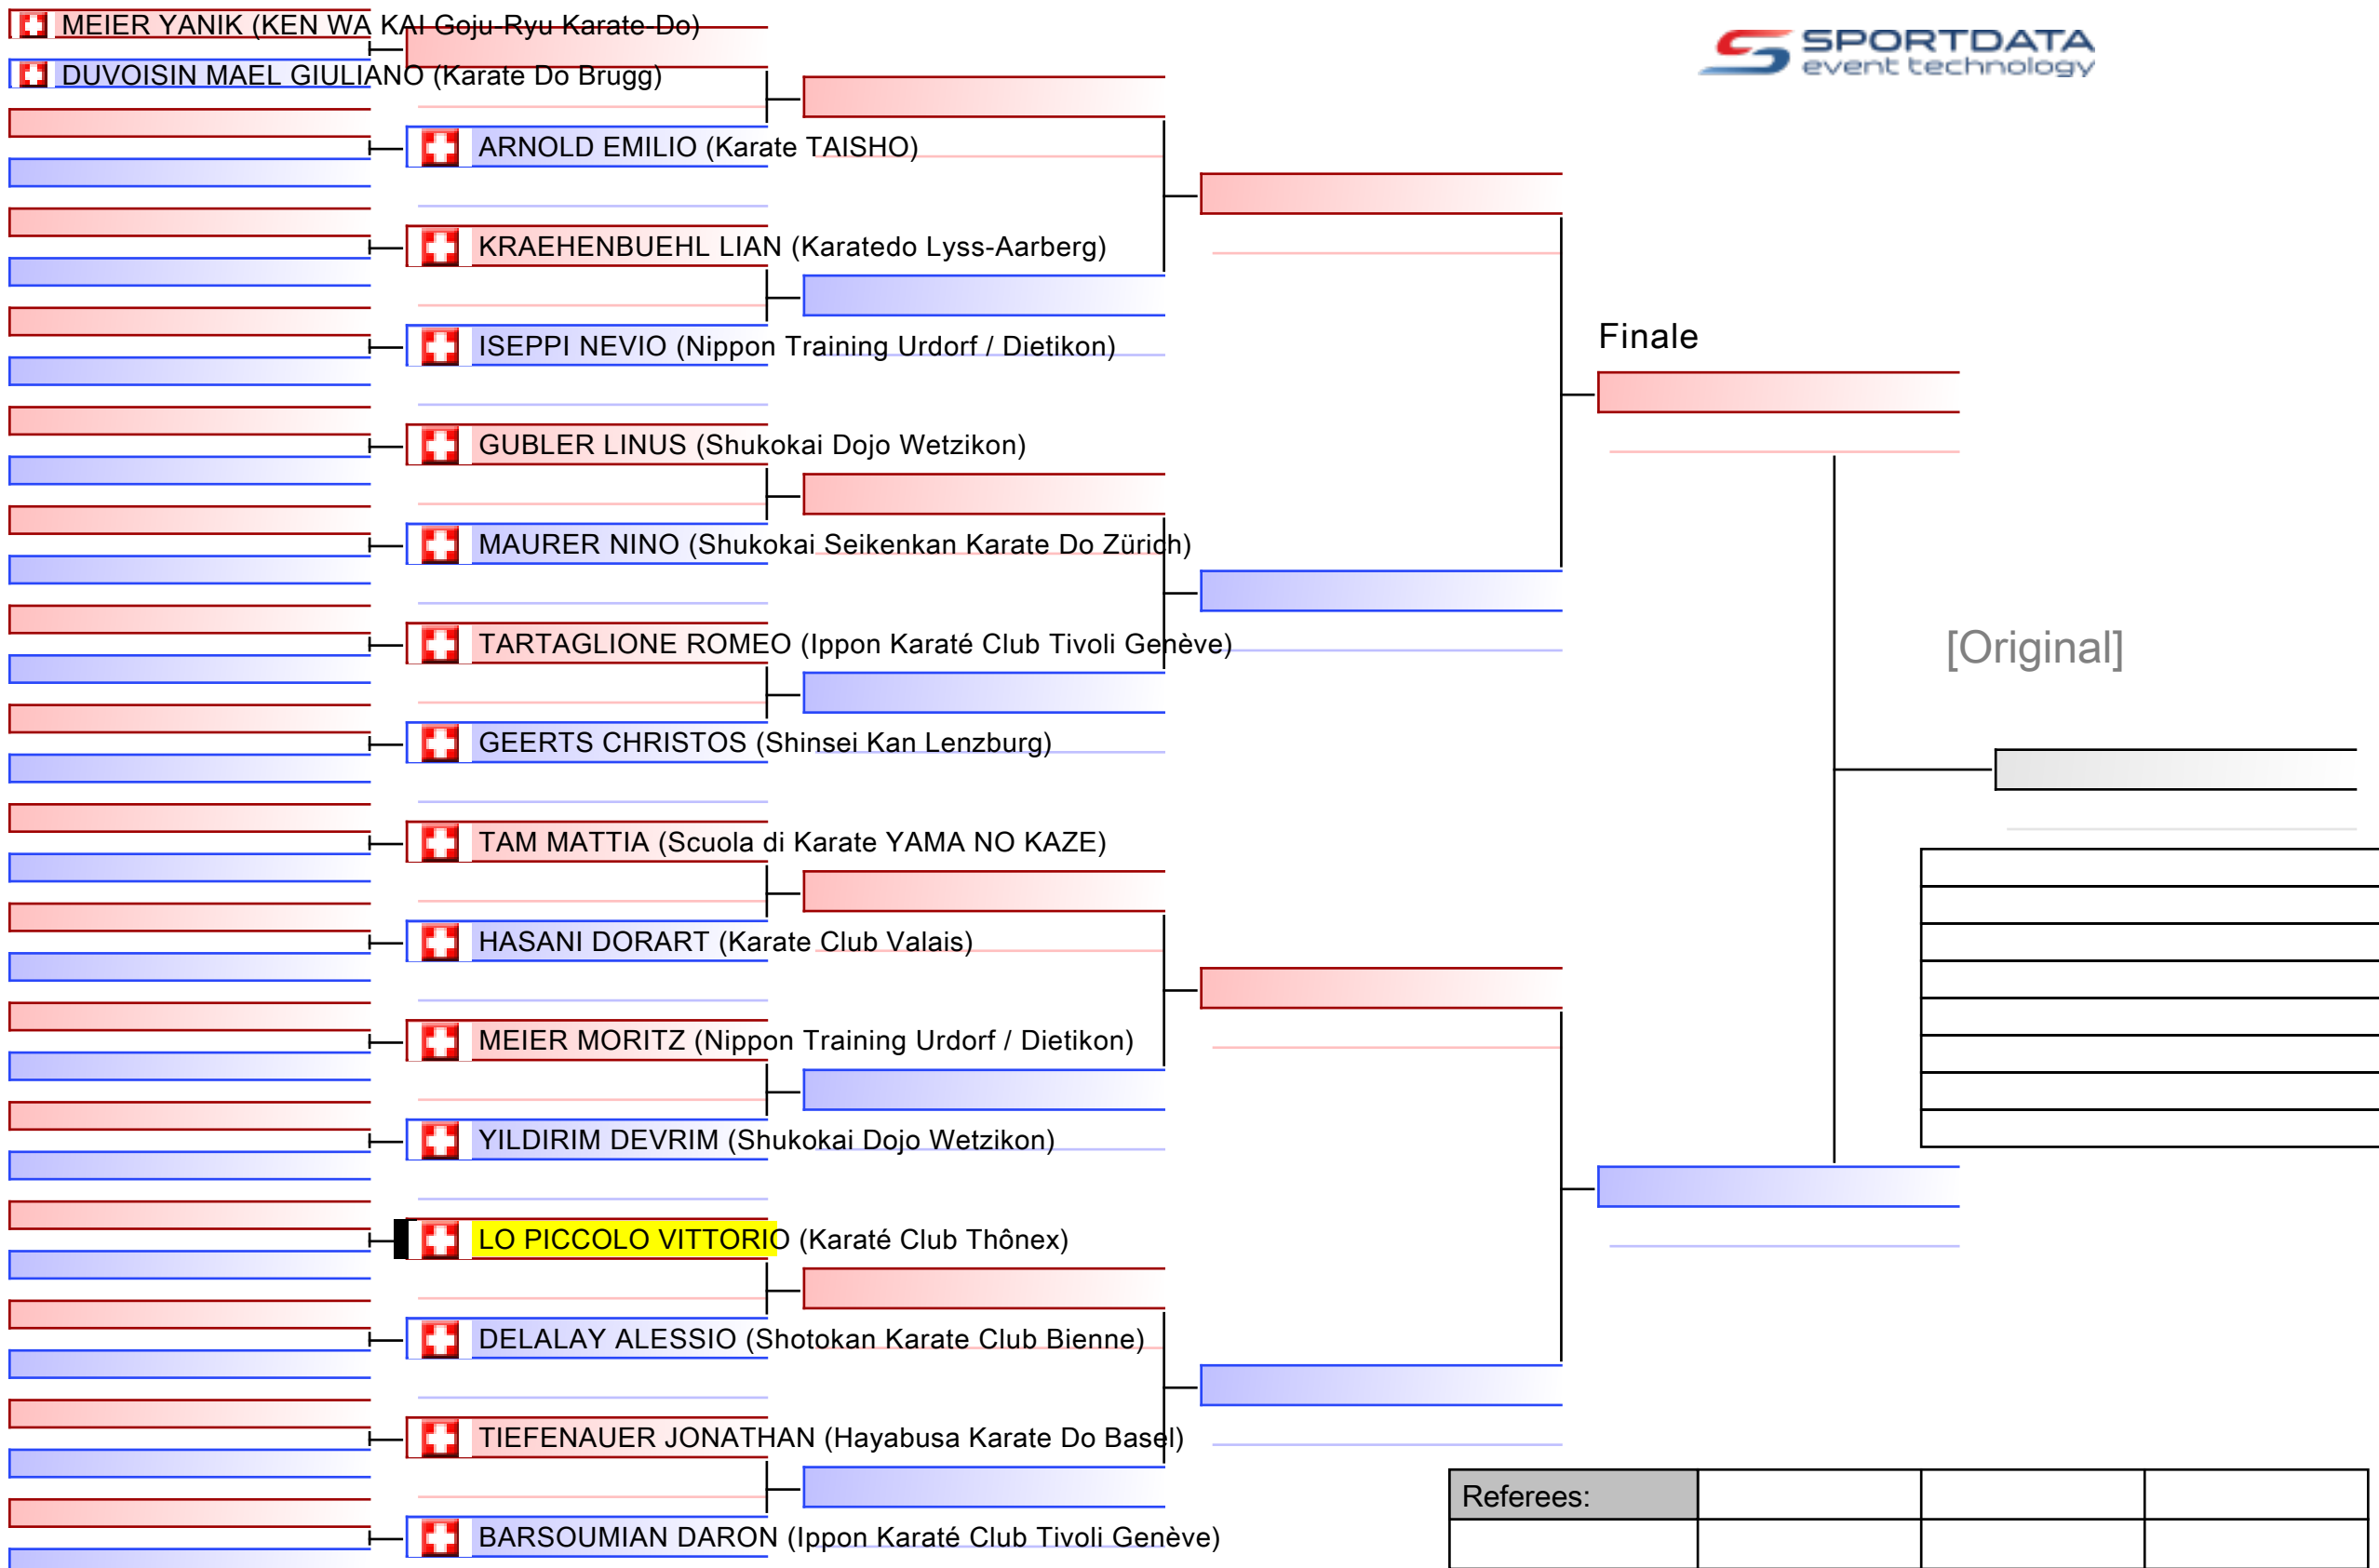 MEIER YANIK (KEN WA KAI Goju-Ryu Karate-Do)
SPORTDATA
event technology
DUVOISIN MAEL GIULIANO (Karate Do Brugg)
ARNOLD EMILIO (Karate TAISHO)
KRAEHENBUEHL LIAN (Karatedo Lyss-Aarberg)
Finale
ISEPPI NEVIO (Nippon Training Urdorf / Dietikon)
GUBLER LINUS (Shukokai Dojo Wetzikon)
MAURER NINO (Shukokai Seikenkan Karate Do Zürich)
TARTAGLIONE ROMEO (Ippon Karaté Club Tivoli Genève)
[Original]
GEERTS CHRISTOS (Shinsei Kan Lenzburg)
TAM MATTIA (Scuola di Karate YAMA NO KAZE)
HASANI DORART (Karate Club Valais)
MEIER MORITZ (Nippon Training Urdorf / Dietikon)
YILDIRIM DEVRIM (Shukokai Dojo Wetzikon)
LO PICCOLO VITTORIO (Karaté Club Thônex)
DELALAY ALESSIO (Shotokan Karate Club Bienne)
TIEFENAUER JONATHAN (Hayabusa Karate Do Basel)
Referees:
BARSOUMIAN DARON (Ippon Karaté Club Tivoli Genève)